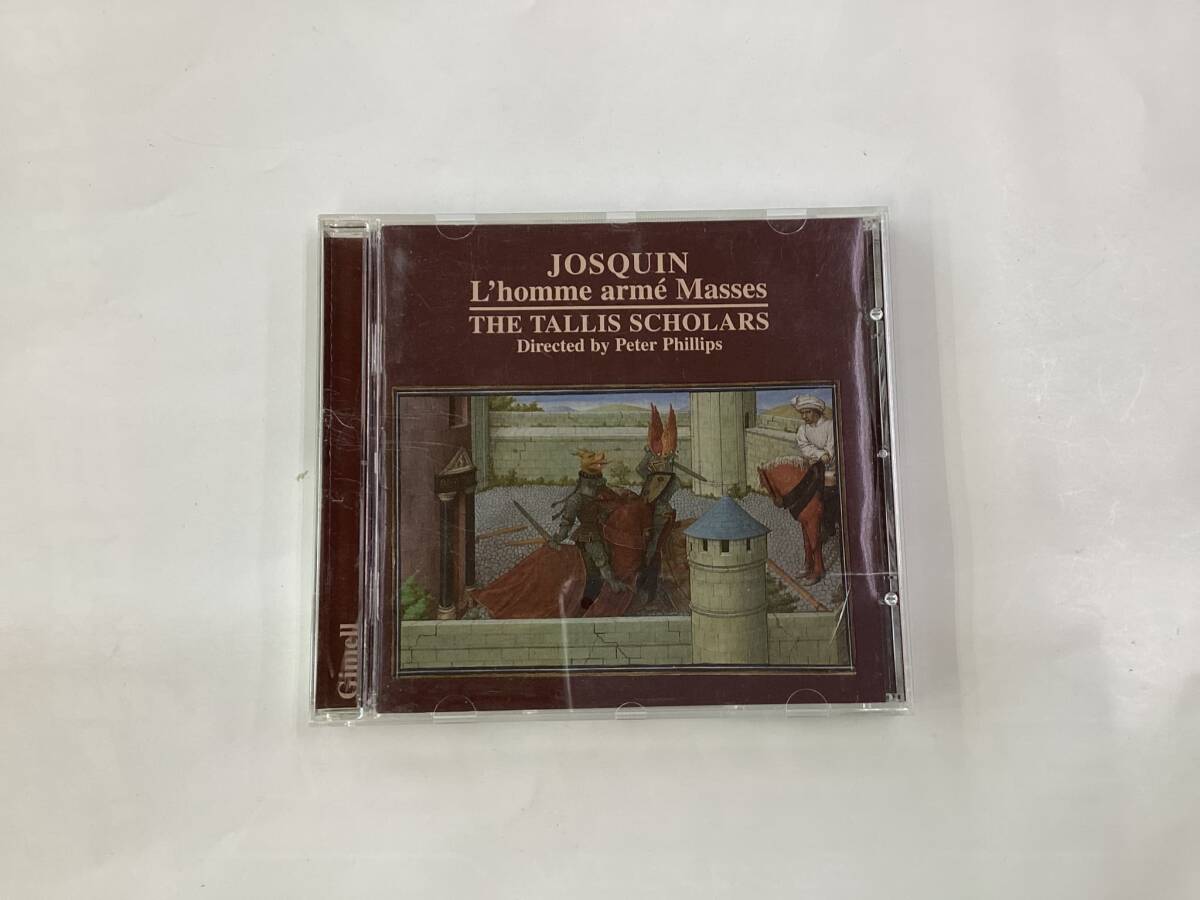 JOSQUIN
L'homme armé Masses
THE TALLIS SCHOLARS
Directed by Peter Phillips
Gimell